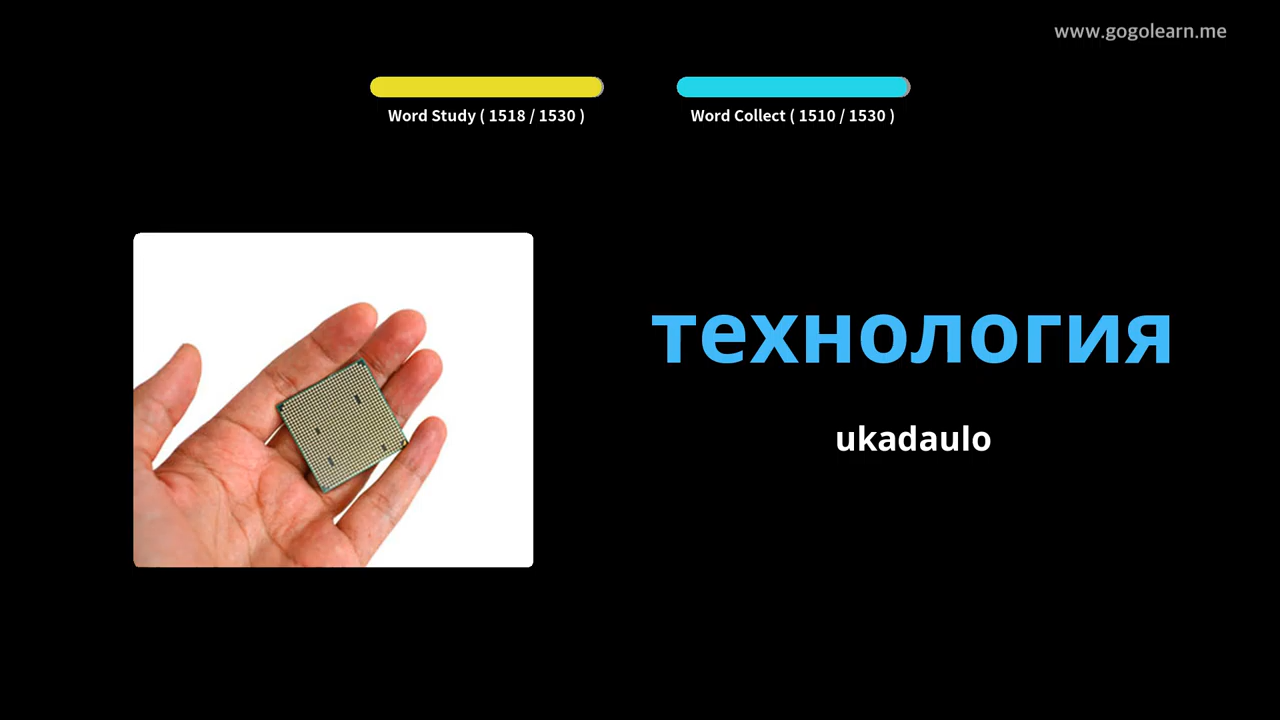 www.gogolearn.me
Word Study ( 1518 / 1530 )
Word Collect ( 1510 / 1530 )
технология
ukadaulo